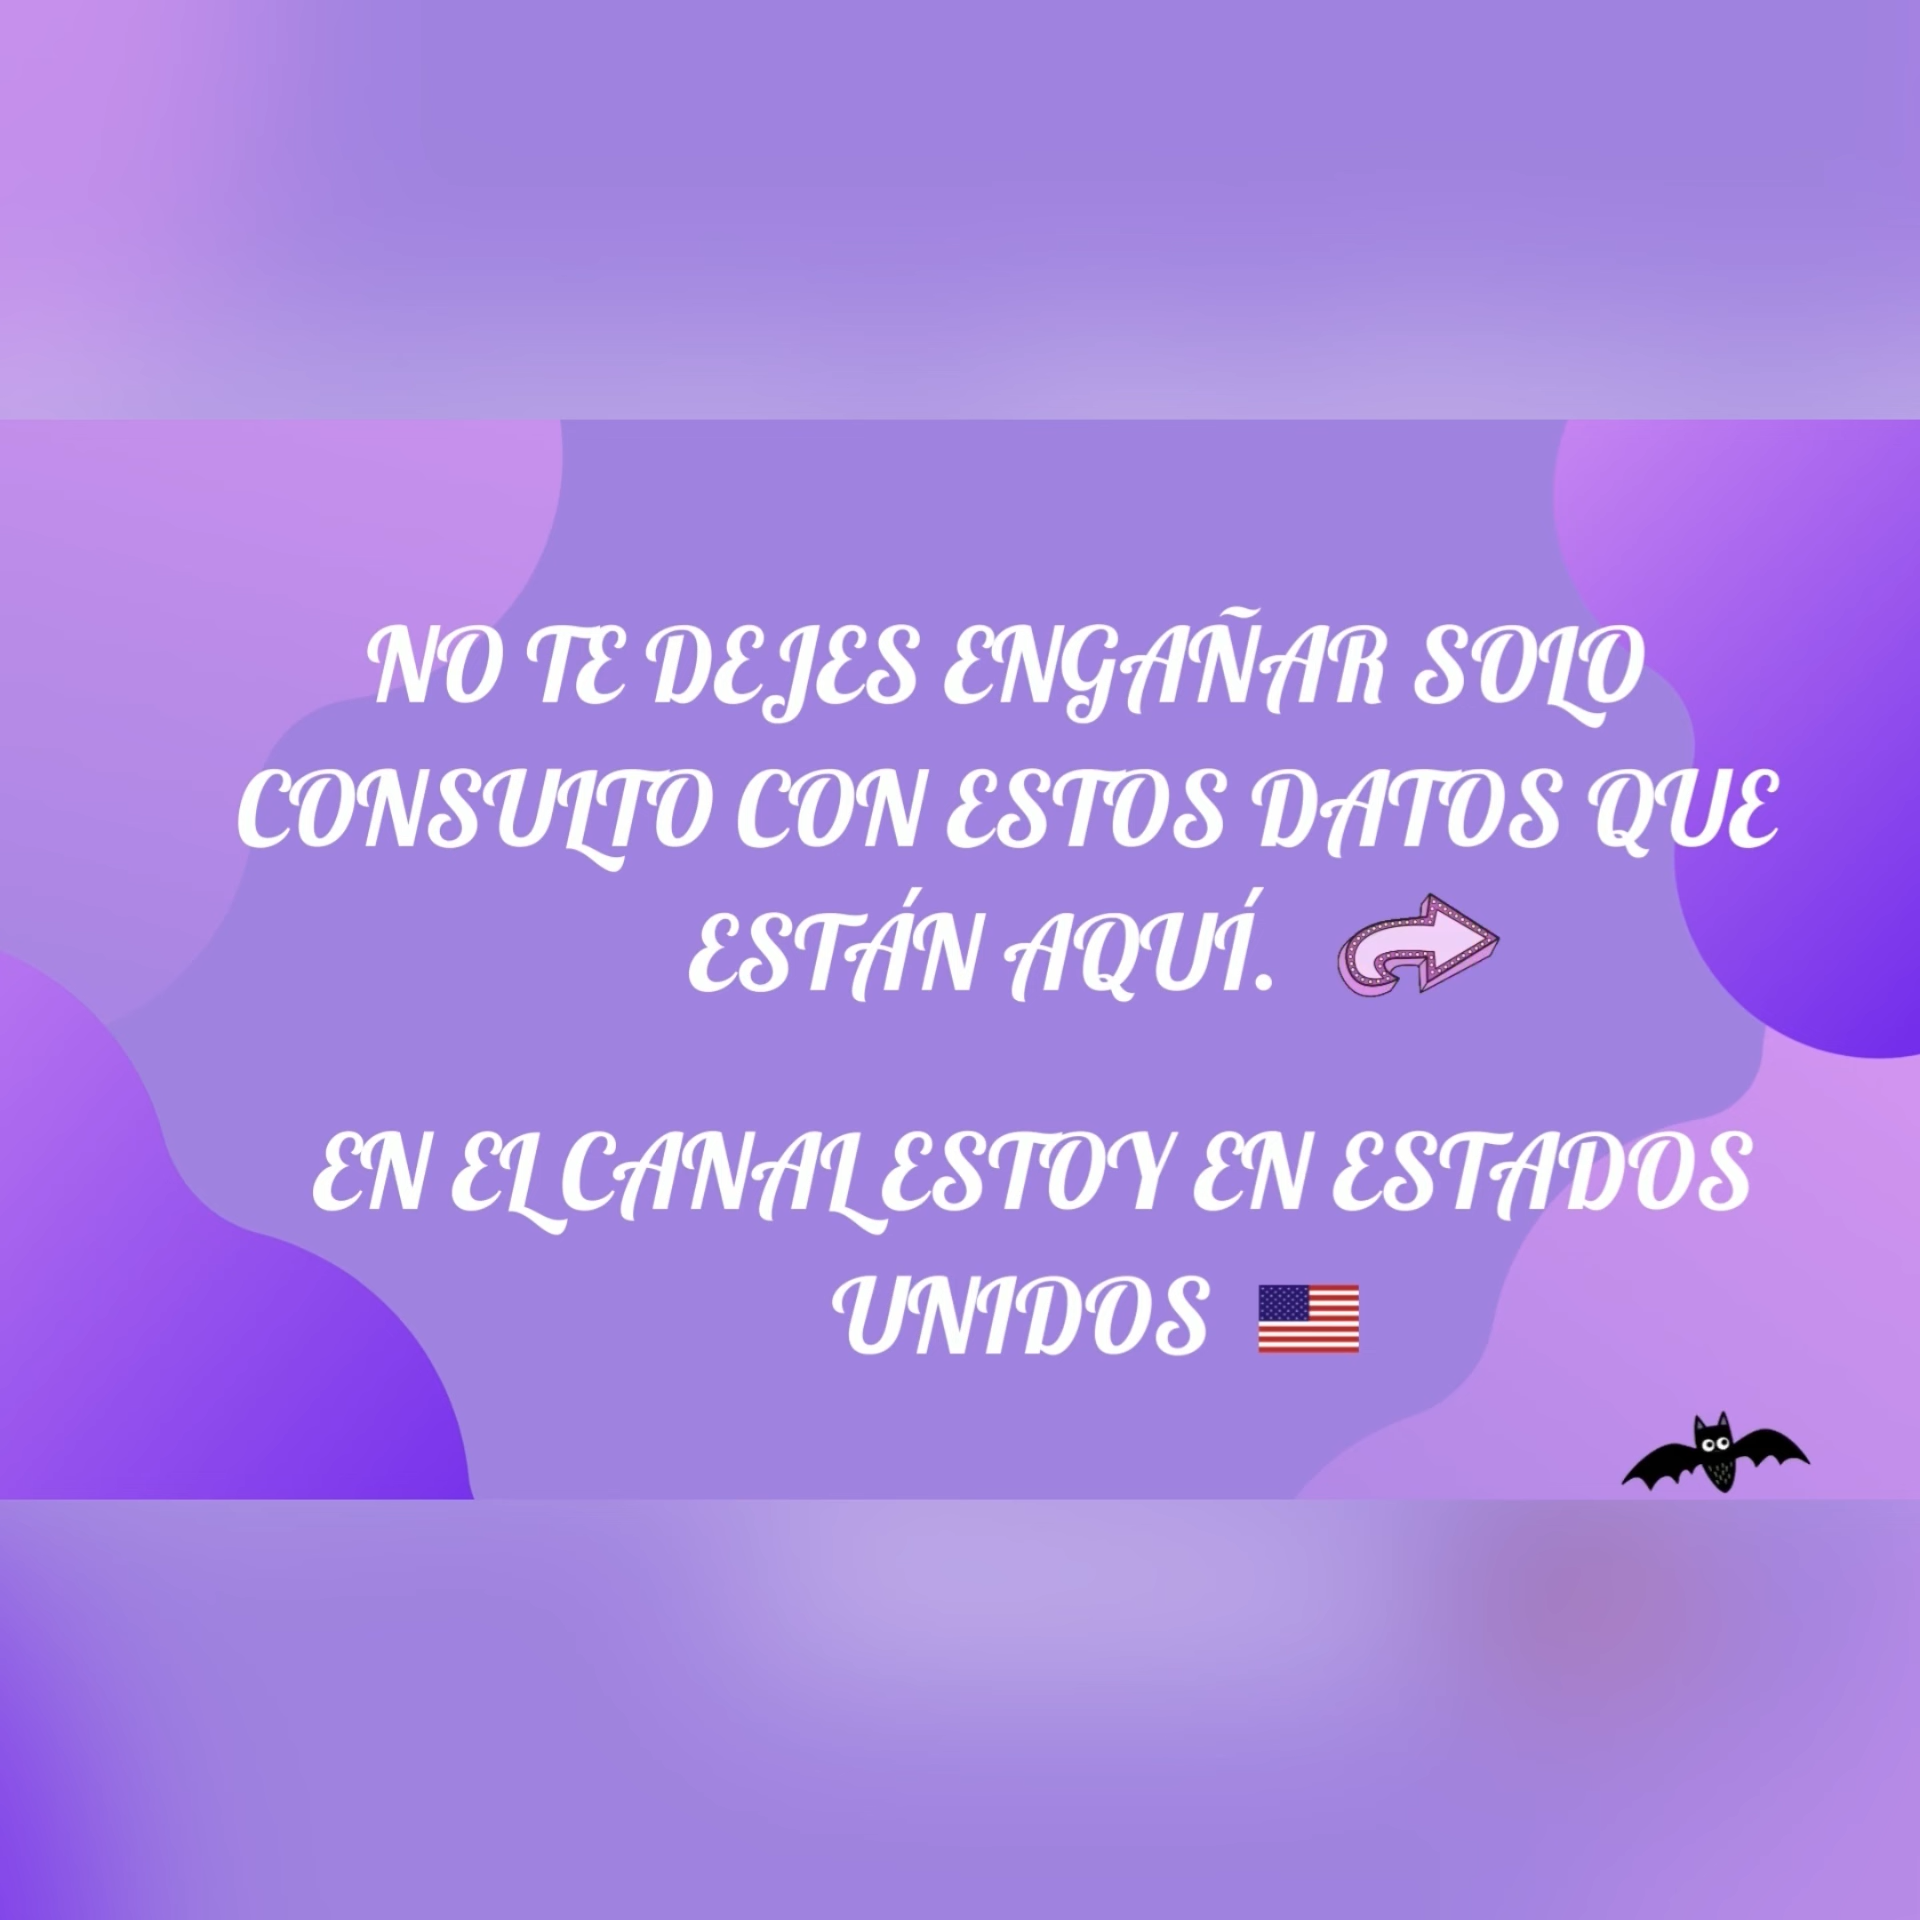 NO TE DEJES ENGAÑAR SOLO
CONSULTO CON ESTOS DATOS QUE
ESTÁN AQUÍ.
EN EL CANAL ESTOY EN ESTADOS
UNIDOS